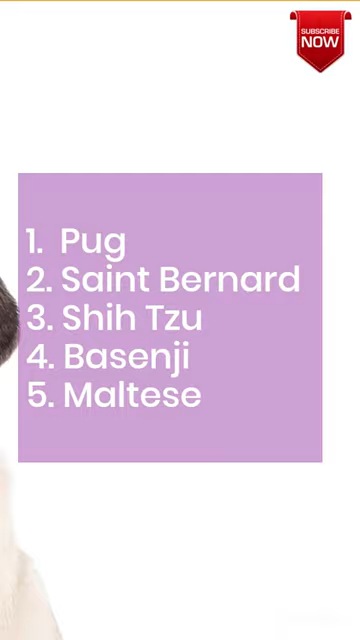 SUBSCRIBE
NOW
1. Pug
2. Saint Bernard
3. Shih Tzu
4. Basenji
5. Maltese